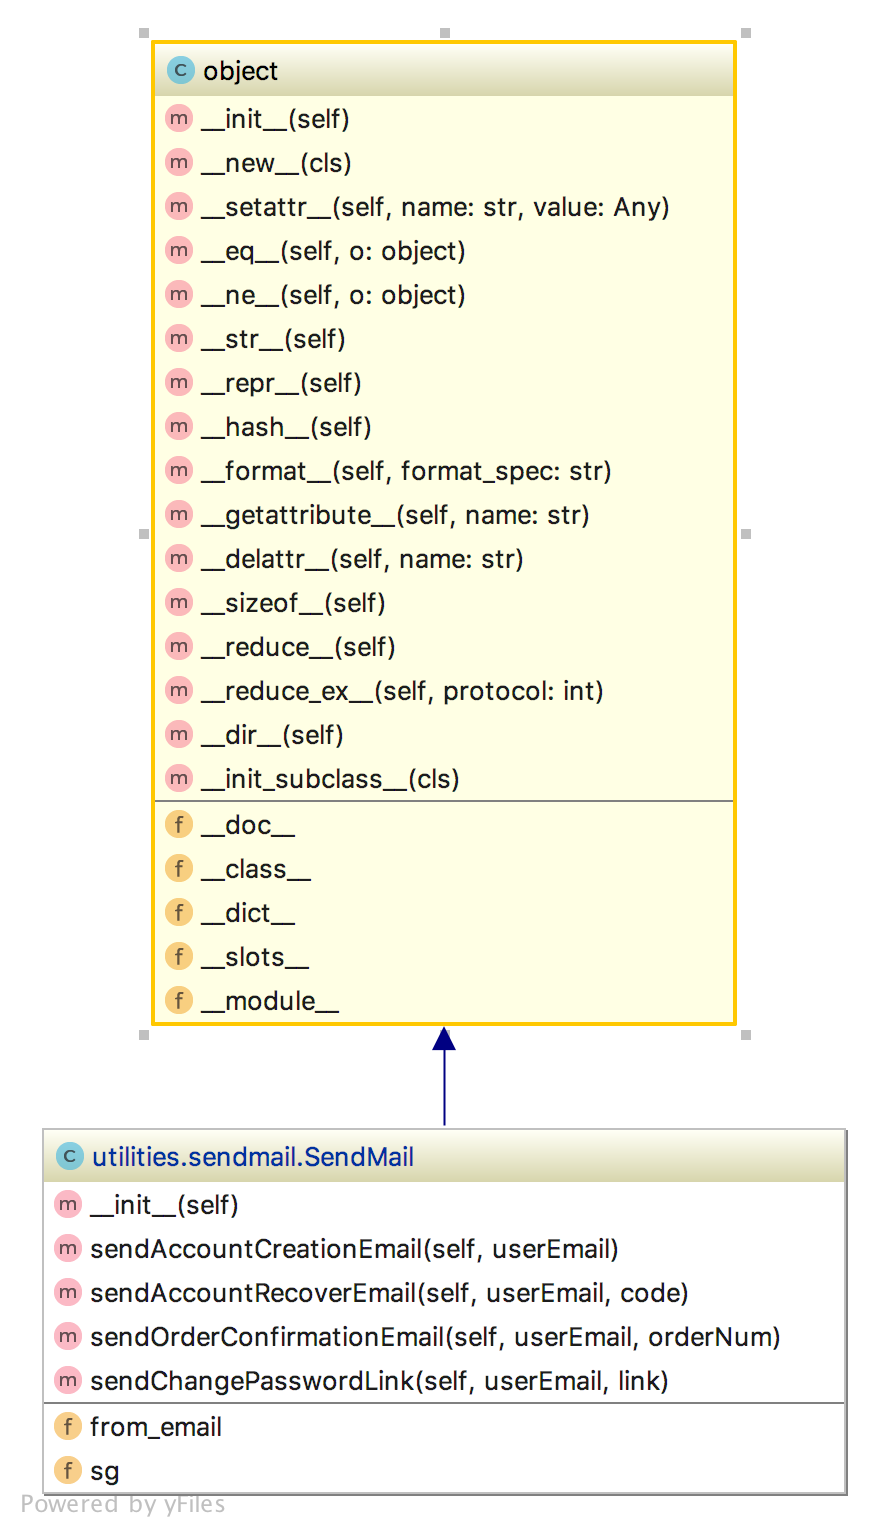 C object
m __init__(self)
m __new__(cls)
m __setattr__(self, name: str, value: Any)
m __eq__(self, o: object)
m __ne__(self, o: object)
m __str__(self)
m __repr__(self)
m __hash__(self)
m __format__(self, format_spec: str)
m __getattribute__(self, name: str)
m __delattr__(self, name: str)
m __sizeof__(self)
m __reduce__(self)
m __reduce_ex__(self, protocol: int)
m __dir__(self)
m __init_subclass__(cls)
f __doc__
f __class__
f __dict__
f __slots__
f __module__
C utilities.sendmail.SendMail
m __init__(self)
m sendAccountCreationEmail(self, userEmail)
m sendAccountRecoverEmail(self, userEmail, code)
m sendOrderConfirmationEmail(self, userEmail, orderNum)
m sendChangePasswordLink(self, userEmail, link)
f from_email
f sg
Powered by yFiles